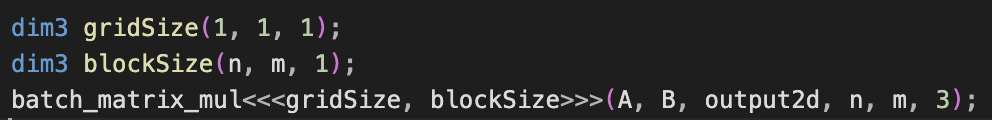 dim3 gridSize(1, 1, 1);
dim3 blockSize(n, m, 1);
batch_matrix_mul<<<gridSize, blockSize>>>(A, B, output2d, n, m, 3);